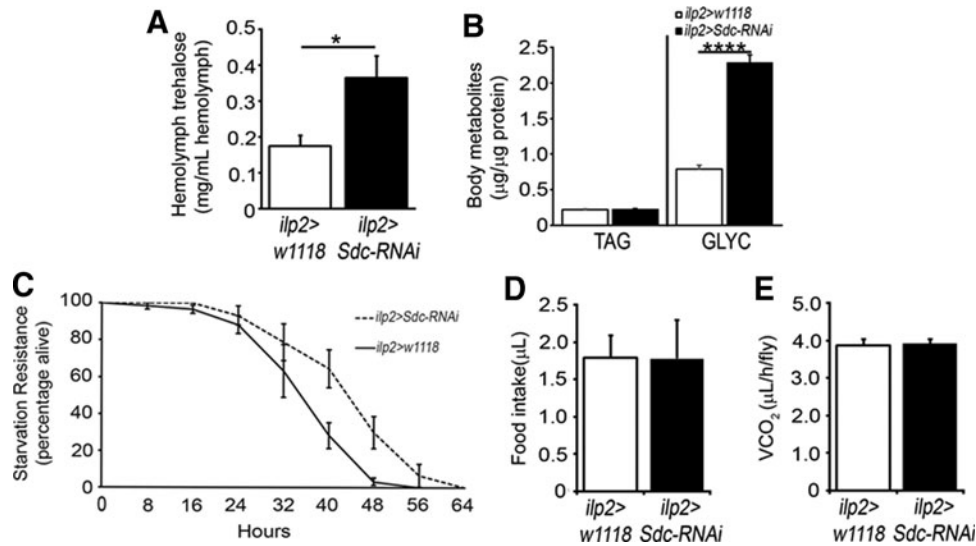 A
Hemolymph trehalose
(mg/mL hemolymph)
0.5
0.4
0.3
0.2
0.1
0
*
ilp2>
w1118
ilp2>
Sdc-RNAi
B
ilp2>w1118
ilp2>Sdc-RNAi
Body metabolites
(µg/µg protein)
2.5
2.0
1.5
1.0
0.5
0
****
TAG
GLYC
C
Starvation Resistance
(percentage alive)
100
80
60
40
20
0
ilp2>Sdc-RNAi
ilp2>w1118
0 8 16 24 32 40 48 56 64
Hours
D
Food intake(µL)
2.5
2.0
1.5
1.0
.50
0
ilp2>
w1118
ilp2>
Sdc-RNAi
E
VCO2 (µL/h/fly)
5.0
4.0
3.0
2.0
1.0
0
ilp2>
w1118
ilp2>
Sdc-RNAi